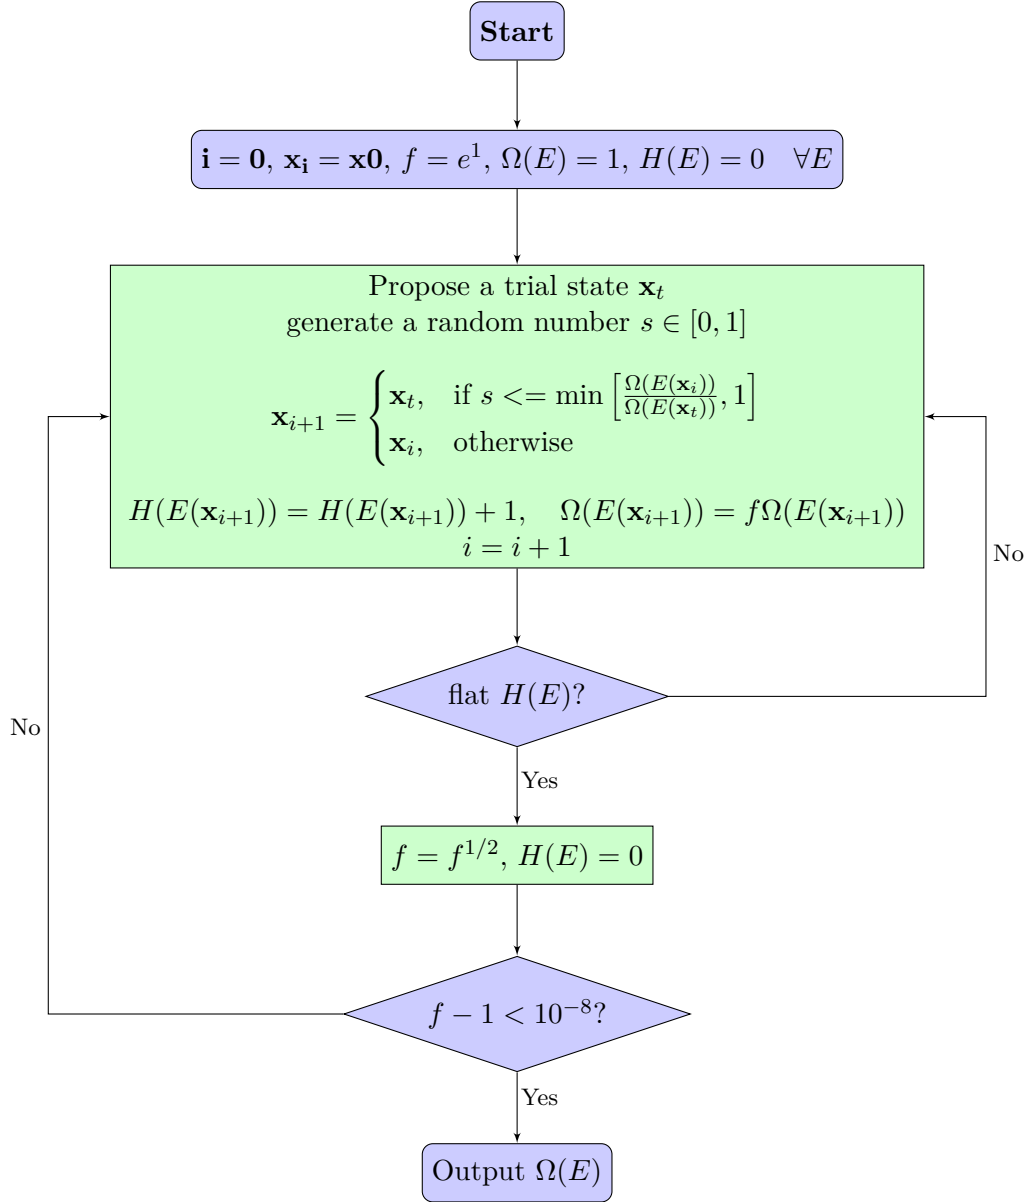 Start
i = 0, x_i = x0, f = e^1, Ω(E) = 1, H(E) = 0 ∀E
Propose a trial state x_t
generate a random number s ∈ [0, 1]
x_{i+1} = { x_t, if s <= min [ Ω(E(x_i)) / Ω(E(x_t)), 1 ]
x_i, otherwise
H(E(x_{i+1})) = H(E(x_{i+1})) + 1, Ω(E(x_{i+1})) = fΩ(E(x_{i+1}))
i = i + 1
No
flat H(E)?
No
Yes
f = f^{1/2}, H(E) = 0
f − 1 < 10^{−8}?
Yes
Output Ω(E)